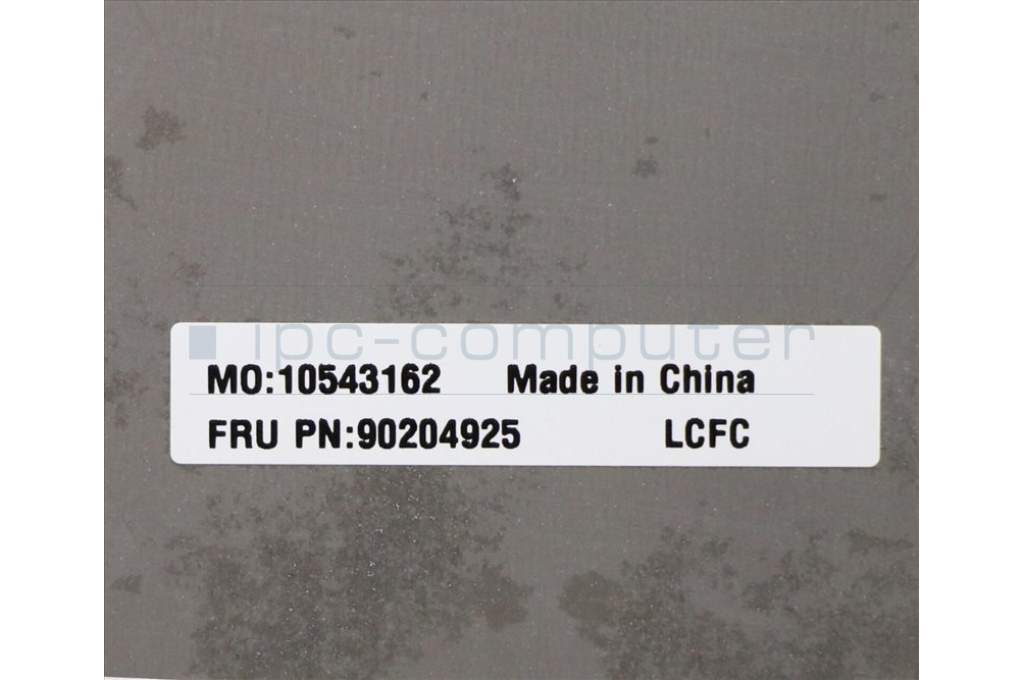 ipc-computer
MO:10543162 Made in China
FRU PN:90204925 LCFC